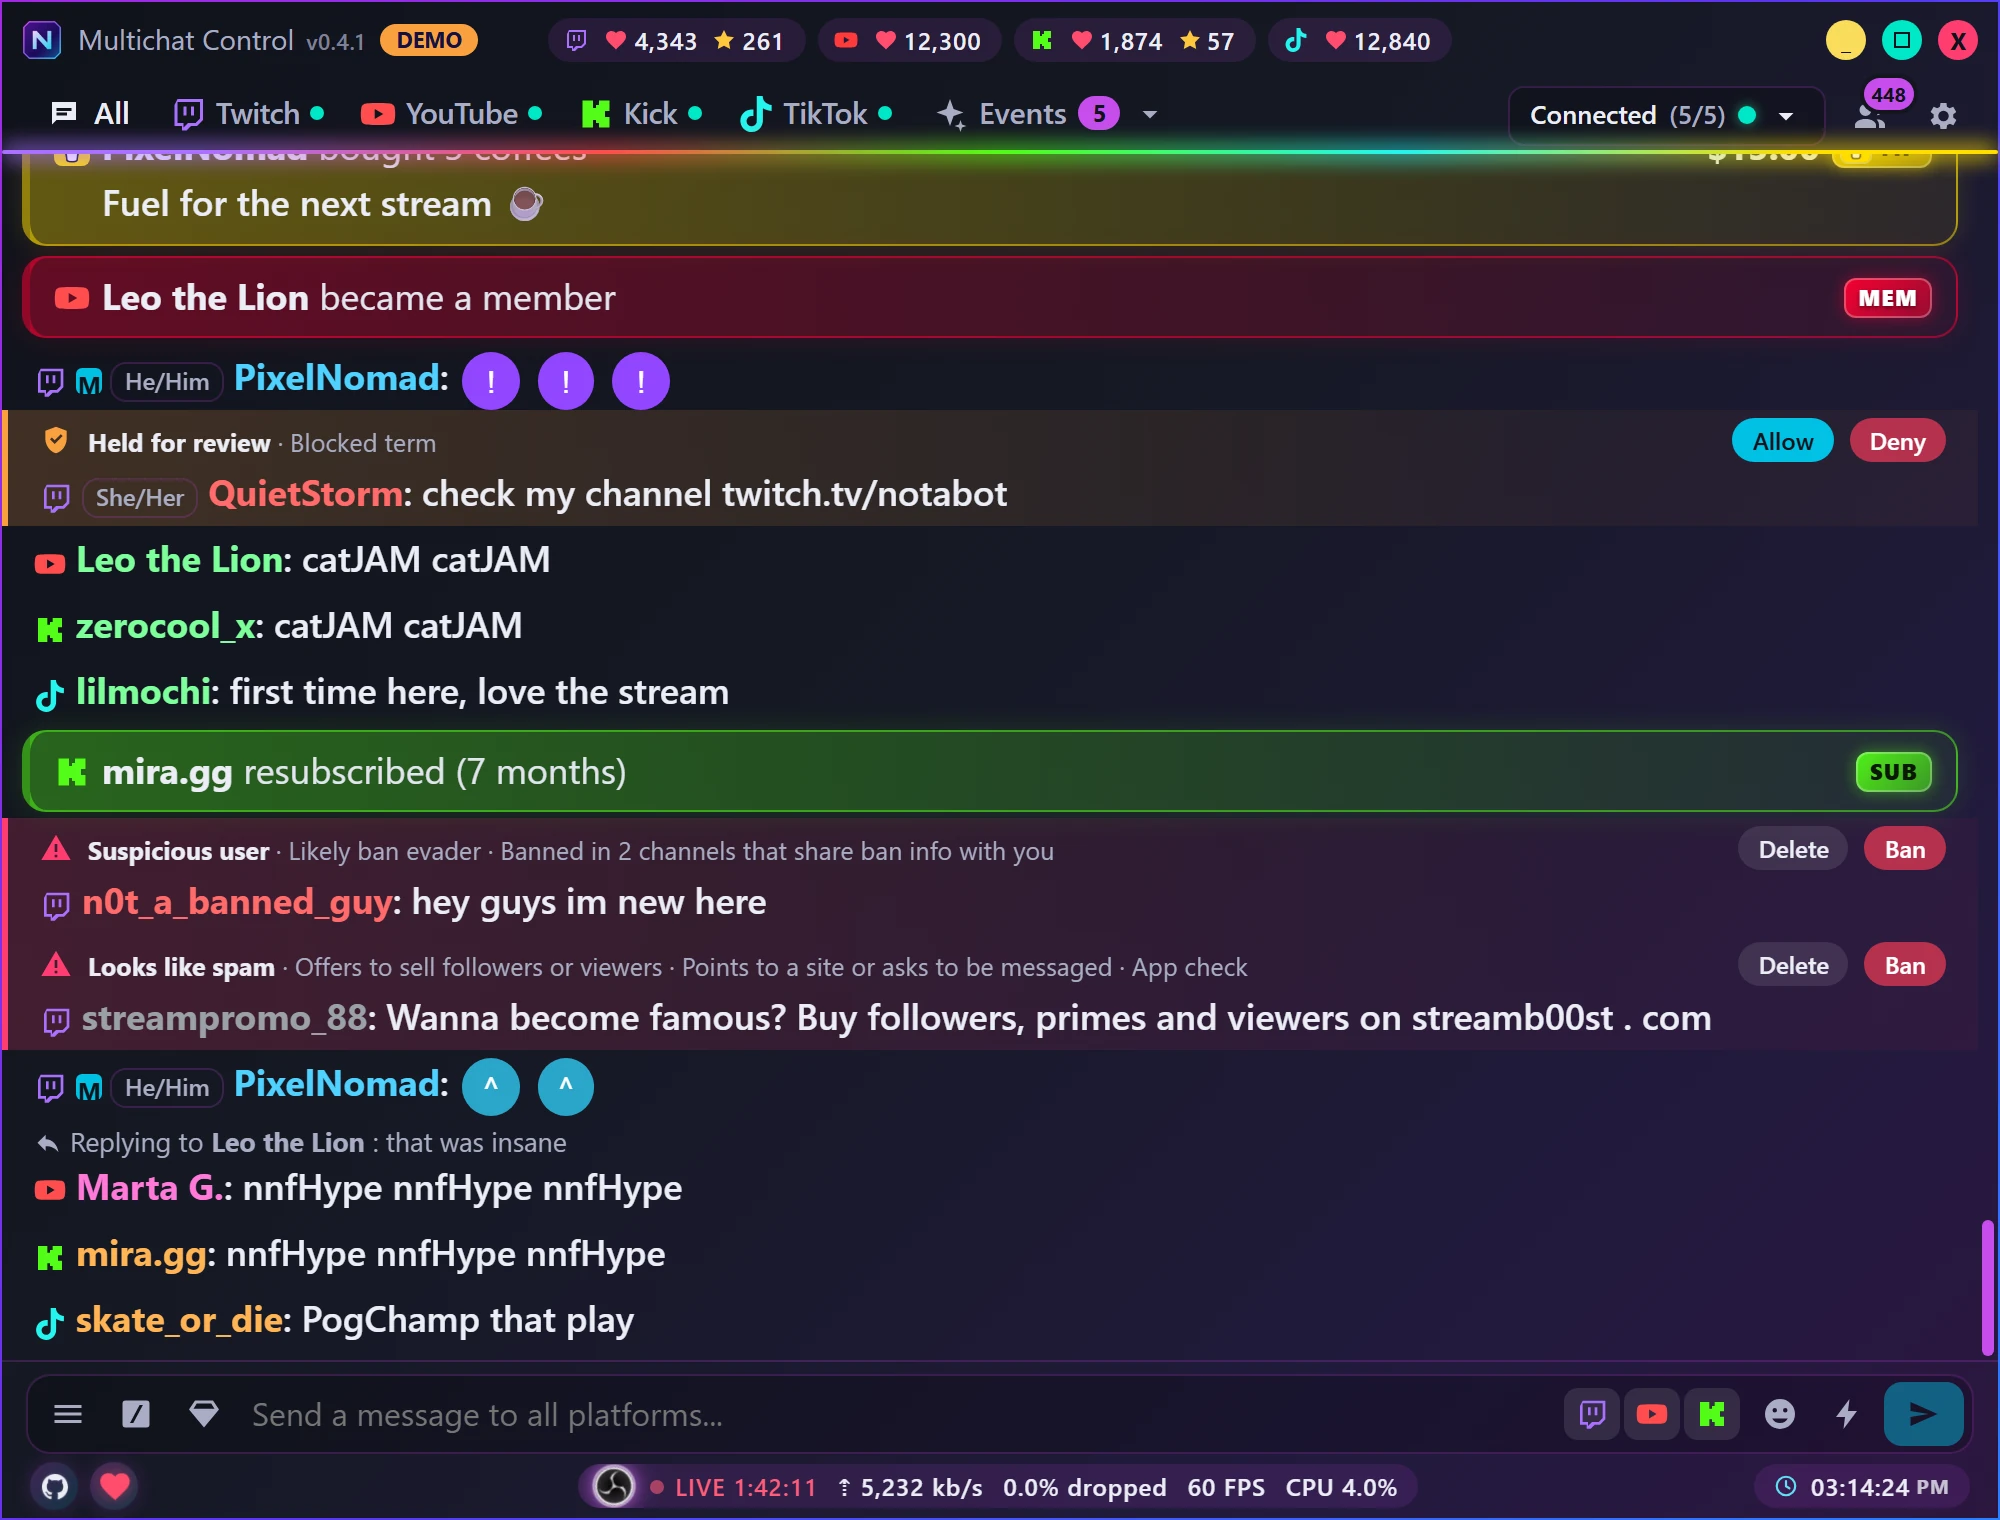 N Multichat Control v0.4.1 DEMO 4,343 261 12,300 1,874 57 12,840 _ X
All Twitch YouTube Kick TikTok Events 5 Connected (5/5) 448
PixelNomad bought 5 coffees $15.00
Fuel for the next stream
Leo the Lion became a member MEM
M He/Him PixelNomad: ! ! !
Held for review · Blocked term Allow Deny
She/Her QuietStorm: check my channel twitch.tv/notabot
Leo the Lion: catJAM catJAM
zerocool_x: catJAM catJAM
lilmochi: first time here, love the stream
mira.gg resubscribed (7 months) SUB
Suspicious user · Likely ban evader · Banned in 2 channels that share ban info with you Delete Ban
n0t_a_banned_guy: hey guys im new here
Looks like spam · Offers to sell followers or viewers · Points to a site or asks to be messaged · App check Delete Ban
streampromo_88: Wanna become famous? Buy followers, primes and viewers on streamb00st . com
M He/Him PixelNomad: ^ ^
Replying to Leo the Lion : that was insane
Marta G.: nnfHype nnfHype nnfHype
mira.gg: nnfHype nnfHype nnfHype
skate_or_die: PogChamp that play
Send a message to all platforms...
LIVE 1:42:11 5,232 kb/s 0.0% dropped 60 FPS CPU 4.0% 03:14:24 PM